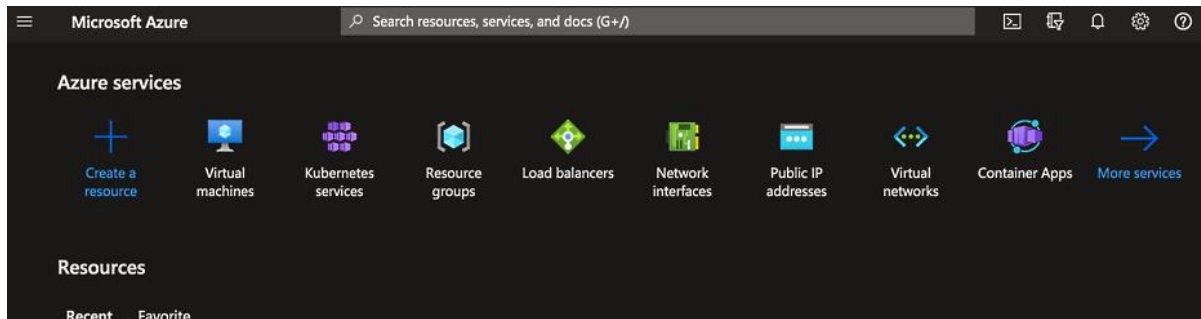 Microsoft Azure
Search resources, services, and docs (G+/)
Azure services
Create a
resource
Virtual
machines
Kubernetes
services
Resource
groups
Load balancers
Network
interfaces
Public IP
addresses
Virtual
networks
Container Apps
More services
Resources
Recent Favorite